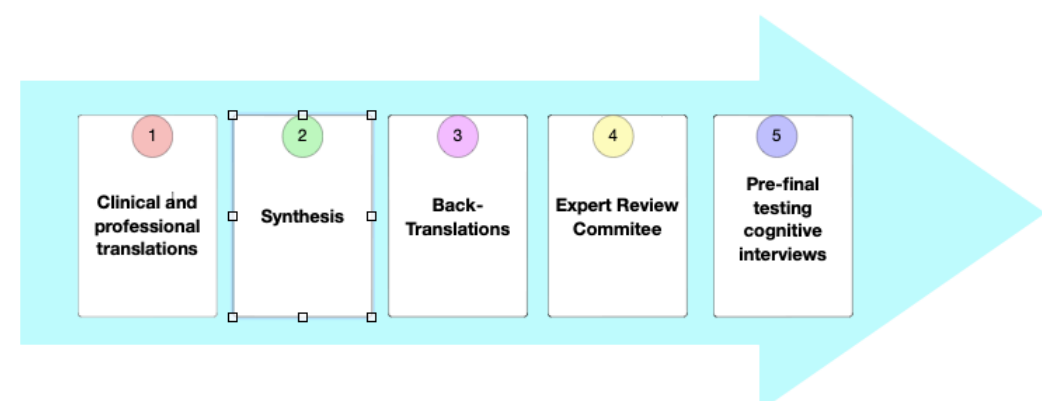 1
Clinical and
professional
translations
2
Synthesis
3
Back-
Translations
4
Expert Review
Commitee
5
Pre-final
testing
cognitive
interviews